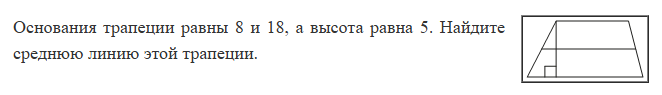 Основания трапеции равны 8 и 18, а высота равна 5. Найдите
среднюю линию этой трапеции.